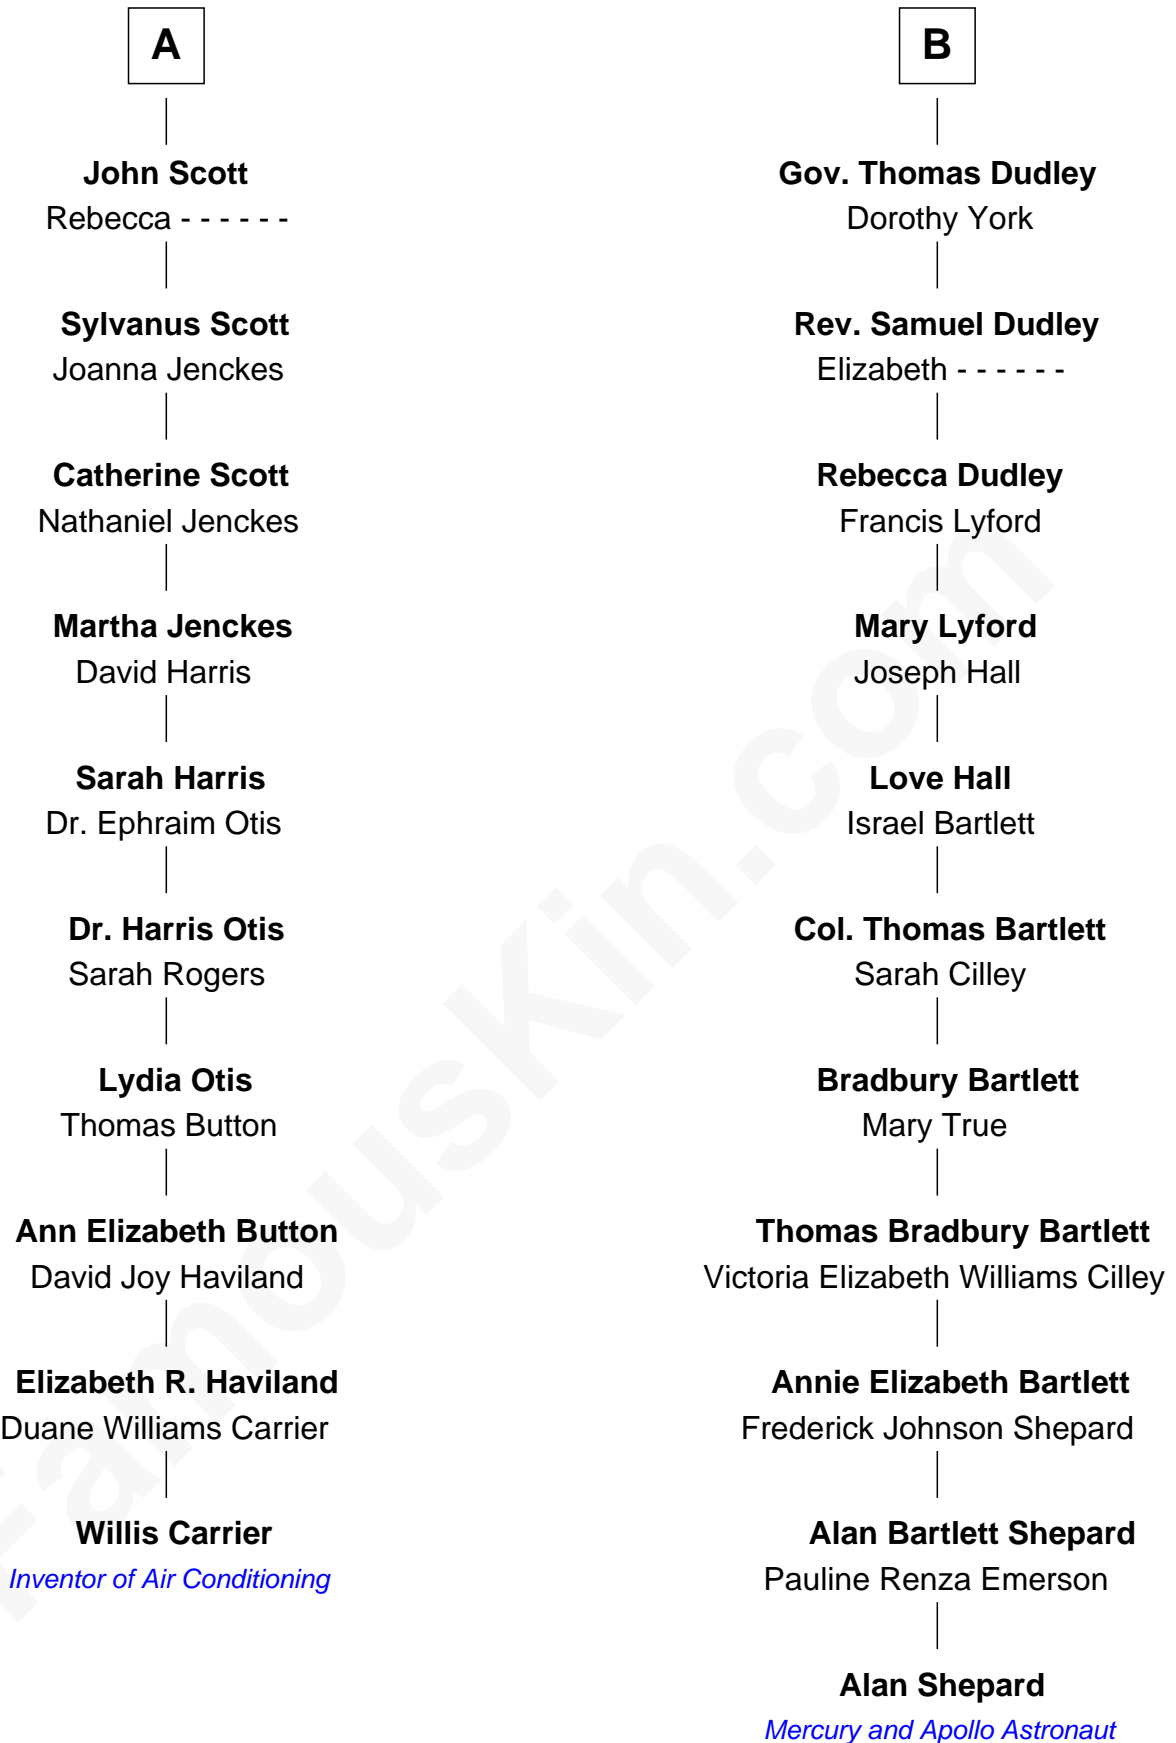 A
John Scott
Rebecca - - - - - -
Sylvanus Scott
Joanna Jenckes
Catherine Scott
Nathaniel Jenckes
Martha Jenckes
David Harris
Sarah Harris
Dr. Ephraim Otis
Dr. Harris Otis
Sarah Rogers
Lydia Otis
Thomas Button
Ann Elizabeth Button
David Joy Haviland
Elizabeth R. Haviland
Duane Williams Carrier
Willis Carrier
Inventor of Air Conditioning
B
Gov. Thomas Dudley
Dorothy York
Rev. Samuel Dudley
Elizabeth - - - - - -
Rebecca Dudley
Francis Lyford
Mary Lyford
Joseph Hall
Love Hall
Israel Bartlett
Col. Thomas Bartlett
Sarah Cilley
Bradbury Bartlett
Mary True
Thomas Bradbury Bartlett
Victoria Elizabeth Williams Cilley
Annie Elizabeth Bartlett
Frederick Johnson Shepard
Alan Bartlett Shepard
Pauline Renza Emerson
Alan Shepard
Mercury and Apollo Astronaut
FamousKin.com